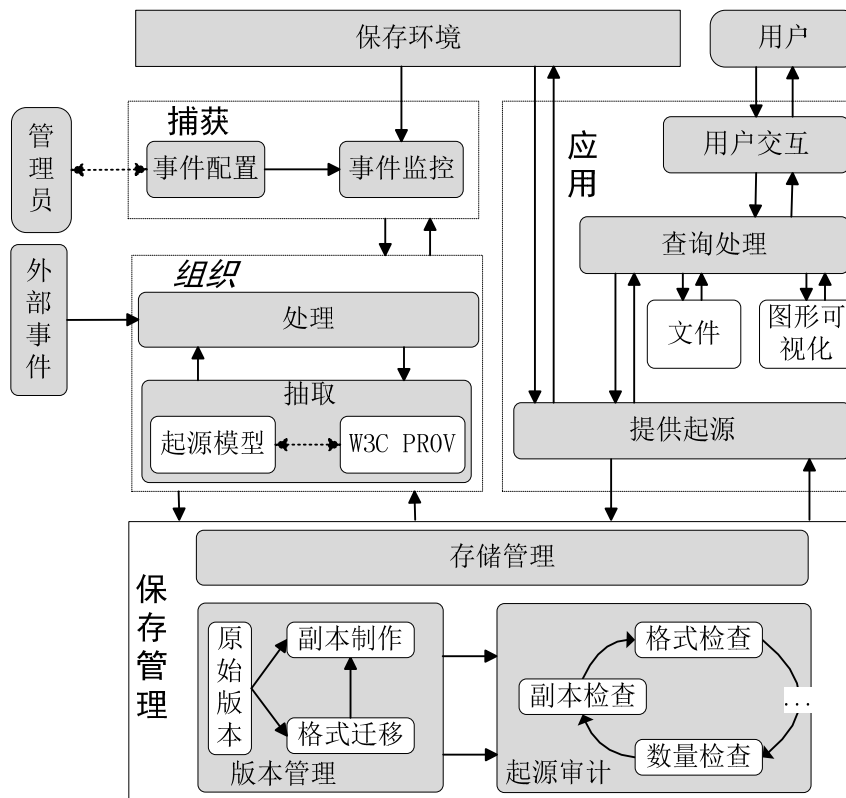 保存环境
用户
捕获
管理员
事件配置
事件监控
应用
用户交互
查询处理
文件
图形可
视化
提供起源
外部事件
组织
处理
抽取
起源模型
W3C PROV
保存管理
存储管理
原始版本
副本制作
格式迁移
版本管理
格式检查
副本检查
...
数量检查
起源审计